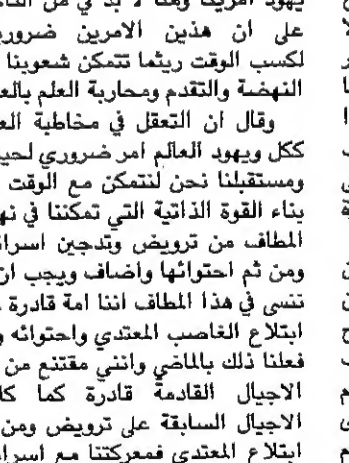 يهود أمريكا وهنا لا بد لي من
على ان هذين الامرين
لكسب الوقت ريثما تتمكن شعوبنا
النهضة والتقدم ومحاربة العلم
وقال ان التعقل في مخاطبة
ككل ويهود العالم امر ضروري
ومستقبلنا نحن لنتمكن مع الوقت
بناء القوة الذاتية التي تمكننا في
المطاف من ترويض وتدجين
ومن ثم احتوائها واضاف ويجب ان
ننسى في هذا المطاف اننا امة قادرة
ابتلاع الغاصب المعتدي واحتوائه
فعلنا ذلك بالماضي وانني مقتنع من
الاجيال القادمة قادرة كما
الاجيال السابقة على ترويض ومن
ابتلاع المعتدي فمعركتنا مع